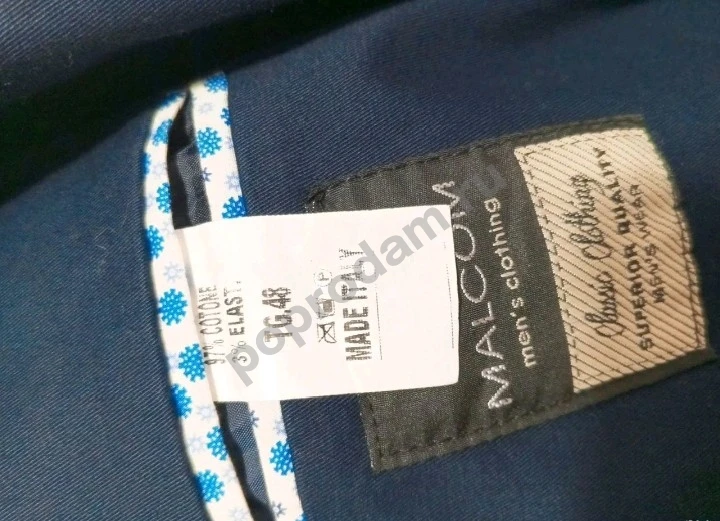 97% COTONE
3% ELAST.
TG.48
P
MADE ITALY
MALCOM
men's clothing
Classic Clothing
SUPERIOR QUALITY
MEN'S WEAR
poprodam.ru